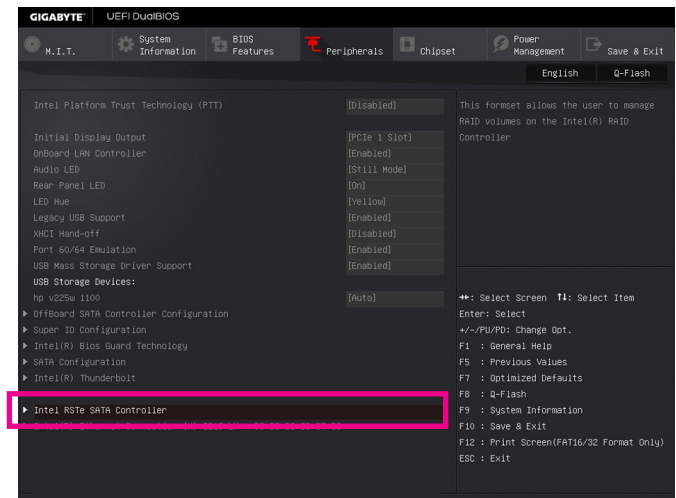 GIGABYTE™ UEFI DualBIOS
M.I.T. System Information BIOS Features Peripherals Chipset Power Management Save & Exit
English Q-Flash
Intel Platform Trust Technology (PTT) [Disabled]
Initial Display Output [PCIe 1 Slot]
OnBoard LAN Controller [Enabled]
Audio LED [Still Mode]
Rear Panel LED [On]
LED Hue [Yellow]
Legacy USB Support [Enabled]
XHCI Hand-off [Disabled]
Port 60/64 Emulation [Enabled]
USB Mass Storage Driver Support [Enabled]
USB Storage Devices:
hp v225w 1100 [Auto]
OffBoard SATA Controller Configuration
Super IO Configuration
Intel(R) Bios Guard Technology
SATA Configuration
Intel(R) Thunderbolt
Intel RSTe SATA Controller
This formset allows the user to manage
RAID volumes on the Intel(R) RAID
Controller
→←: Select Screen ↑↓: Select Item
Enter: Select
+/-/PU/PD: Change Opt.
F1 : General Help
F5 : Previous Values
F7 : Optimized Defaults
F8 : Q-Flash
F9 : System Information
F10 : Save & Exit
F12 : Print Screen(FAT16/32 Format Only)
ESC : Exit